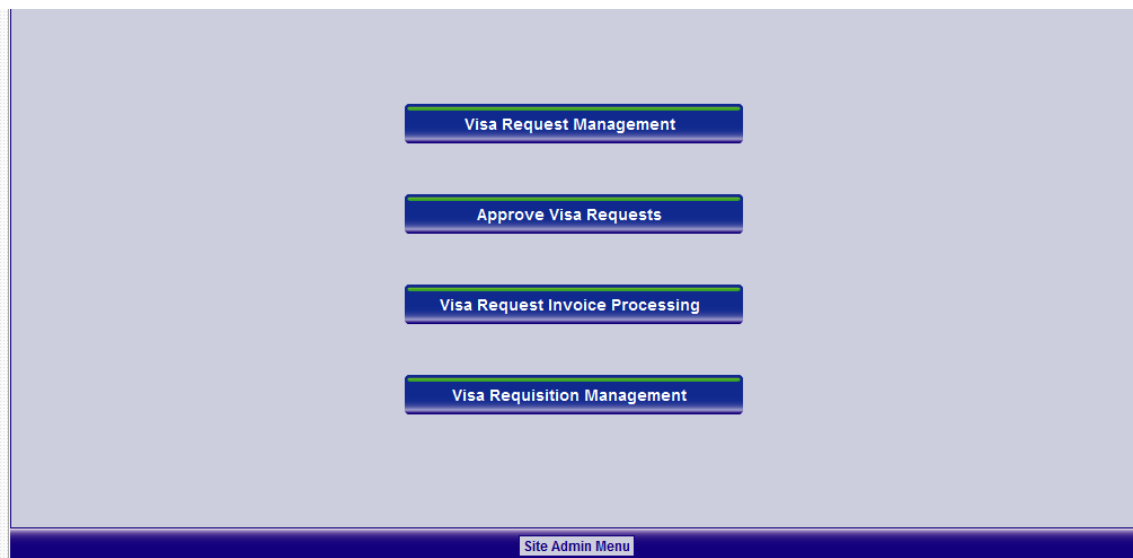 Visa Request Management
Approve Visa Requests
Visa Request Invoice Processing
Visa Requisition Management
Site Admin Menu